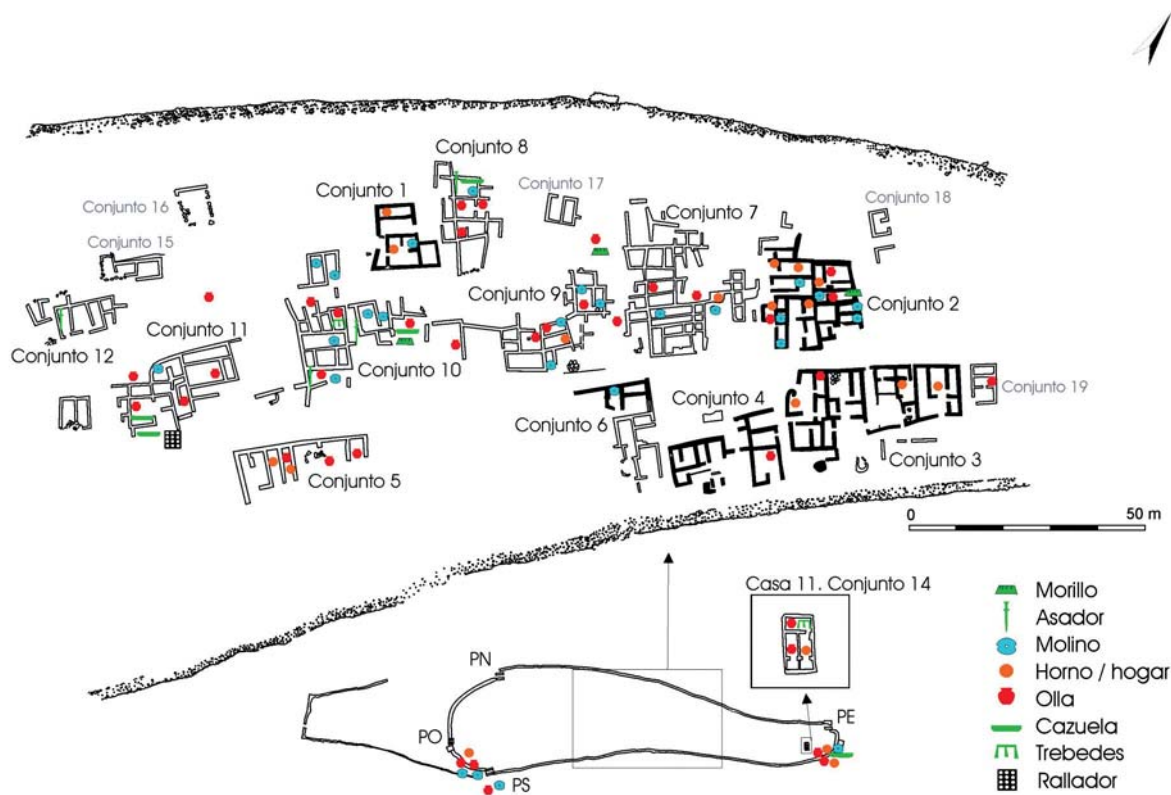 Conjunto 8
Conjunto 1
Conjunto 17
Conjunto 16
Conjunto 7
Conjunto 18
Conjunto 15
Conjunto 9
Conjunto 2
Conjunto 11
Conjunto 12
Conjunto 10
Conjunto 19
Conjunto 4
Conjunto 6
Conjunto 3
Conjunto 5
0 50 m
Casa 11. Conjunto 14
PN
PE
PO
PS
Morillo
Asador
Molino
Horno / hogar
Olla
Cazuela
Trebedes
Rallador